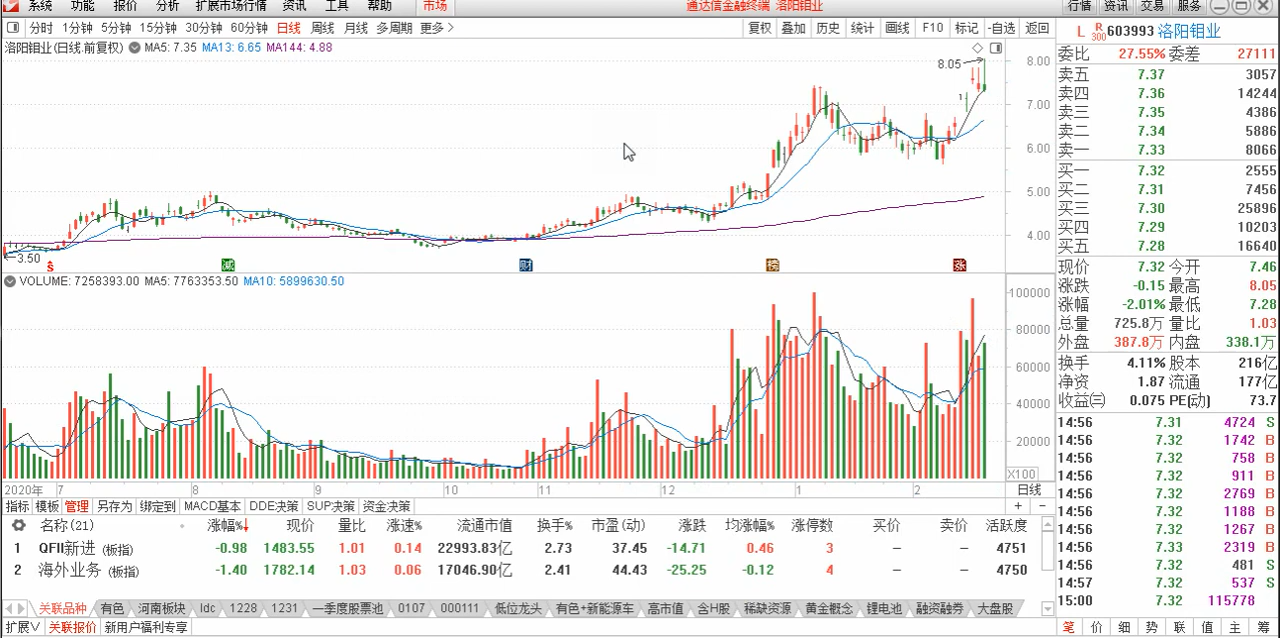 系统 功能 报价 分析 扩展市场行情 资讯 工具 帮助 市场 通达信金融终端 洛阳钼业 行情 资讯 交易 服务
分时 1分钟 5分钟 15分钟 30分钟 60分钟 日线 周线 月线 多周期 更多> 复权 叠加 历史 统计 画线 F10 标记 -自选 返回
L R 300 603993 洛阳钼业
洛阳钼业(日线.前复权) MA5: 7.35 MA13: 6.65 MA144: 4.88
8.05
8.00
7.00
6.00
5.00
4.00
3.50
1
S 减 财 榜 涨
VOLUME: 7258393.00 MA5: 7763353.50 MA10: 5899630.50
100000
80000
60000
40000
20000
X100
2020年 7 8 9 10 11 12 1 2 日线
委比 27.55% 委差 27111
卖五 7.37 3057
卖四 7.36 14244
卖三 7.35 4386
卖二 7.34 5886
卖一 7.33 8066
买一 7.32 2555
买二 7.31 7456
买三 7.30 25896
买四 7.29 10203
买五 7.28 16640
现价 7.32 今开 7.46
涨跌 -0.15 最高 8.05
涨幅 -2.01% 最低 7.28
总量 725.8万 量比 1.03
外盘 387.8万 内盘 338.1万
换手 4.11% 股本 216亿
净资 1.87 流通 177亿
收益㈢ 0.075 PE(动) 73.7
14:56 7.31 4724 S
14:56 7.32 1742 B
14:56 7.32 758 B
14:56 7.32 911 B
14:56 7.32 2769 B
14:56 7.32 1188 B
14:56 7.32 1267 B
14:56 7.33 2319 B
14:56 7.32 481 S
14:57 7.32 537 S
15:00 7.32 115778
笔 价 细 势 联 值 主 筹
指标 模板 管理 另存为 绑定到 MACD基本 DDE决策 SUP决策 资金决策 + −
名称(21) 涨幅%↓ 现价 量比 涨速% 流通市值 换手% 市盈(动) 涨跌 均涨幅% 涨停数 买价 卖价 活跃度
1 QFII新进 (板指) -0.98 1483.55 1.01 0.14 22993.83亿 2.73 37.45 -14.71 0.46 3 — — 4751
2 海外业务 (板指) -1.40 1782.14 1.03 0.06 17046.90亿 2.41 44.43 -25.25 -0.12 4 — — 4750
关联品种 有色 河南板块 ldc 1228 1231 一季度股票池 0107 000111 低位龙头 有色+新能源车 高市值 含H股 稀缺资源 黄金概念 锂电池 融资融券 大盘股
扩展∨ 关联报价 新用户福利专享